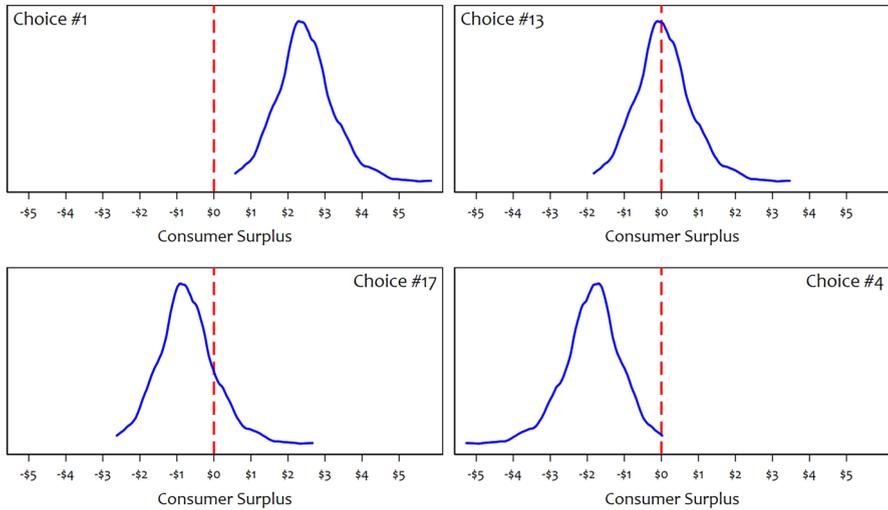 Choice #1
-$5 -$4 -$3 -$2 -$1 $0 $1 $2 $3 $4 $5
Consumer Surplus
Choice #13
-$5 -$4 -$3 -$2 -$1 $0 $1 $2 $3 $4 $5
Consumer Surplus
Choice #17
-$5 -$4 -$3 -$2 -$1 $0 $1 $2 $3 $4 $5
Consumer Surplus
Choice #4
-$5 -$4 -$3 -$2 -$1 $0 $1 $2 $3 $4 $5
Consumer Surplus